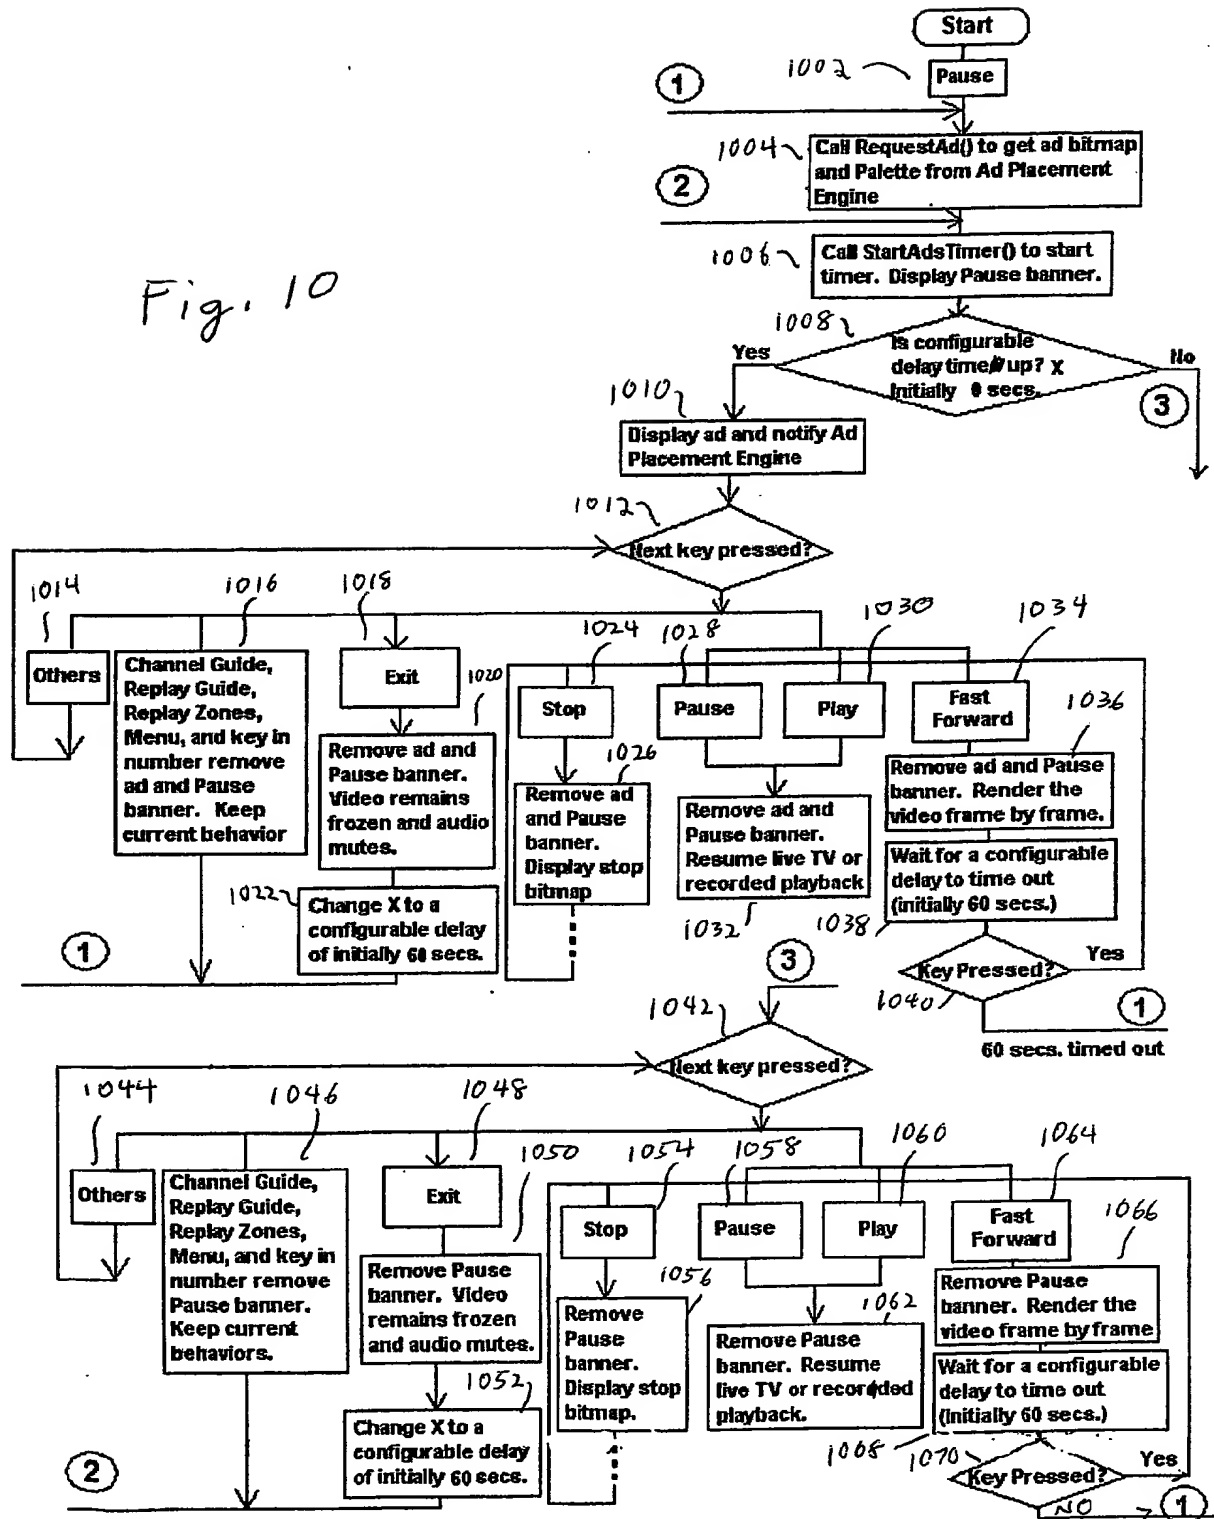 Start
1002
Pause
1
1004
Call RequestAd() to get ad bitmap
and Palette from Ad Placement
Engine
2
1006
Call StartAdsTimer() to start
timer. Display Pause banner.
Fig. 10
1008
Is configurable
delay time up? X
Initially 0 secs.
Yes
No
3
1010
Display ad and notify Ad
Placement Engine
1012
Next key pressed?
1014
Others
1016
Channel Guide,
Replay Guide,
Replay Zones,
Menu, and key in
number remove
ad and Pause
banner. Keep
current behavior
1018
Exit
1020
Remove ad and
Pause banner.
Video remains
frozen and audio
mutes.
1022
Change X to a
configurable delay
of initially 60 secs.
1
1024
Stop
1026
Remove ad
and Pause
banner.
Display stop
bitmap
1028
Pause
1030
Play
Remove ad and
Pause banner.
Resume live TV or
recorded playback
1032
1034
Fast
Forward
1036
Remove ad and Pause
banner. Render the
video frame by frame.
Wait for a configurable
delay to time out
(initially 60 secs.)
1038
Key Pressed?
Yes
1040
1
60 secs. timed out
3
1042
Next key pressed?
1044
Others
1046
Channel Guide,
Replay Guide,
Replay Zones,
Menu, and key in
number remove
Pause banner.
Keep current
behaviors.
1048
Exit
1050
Remove Pause
banner. Video
remains frozen
and audio mutes.
1052
Change X to a
configurable delay
of initially 60 secs.
2
1054
Stop
1056
Remove
Pause
banner.
Display stop
bitmap.
1058
Pause
1060
Play
1062
Remove Pause
banner. Resume
live TV or recorded
playback.
1064
Fast
Forward
1066
Remove Pause
banner. Render the
video frame by frame
Wait for a configurable
delay to time out
(Initially 60 secs.)
1068
1070
Key Pressed?
Yes
NO
1